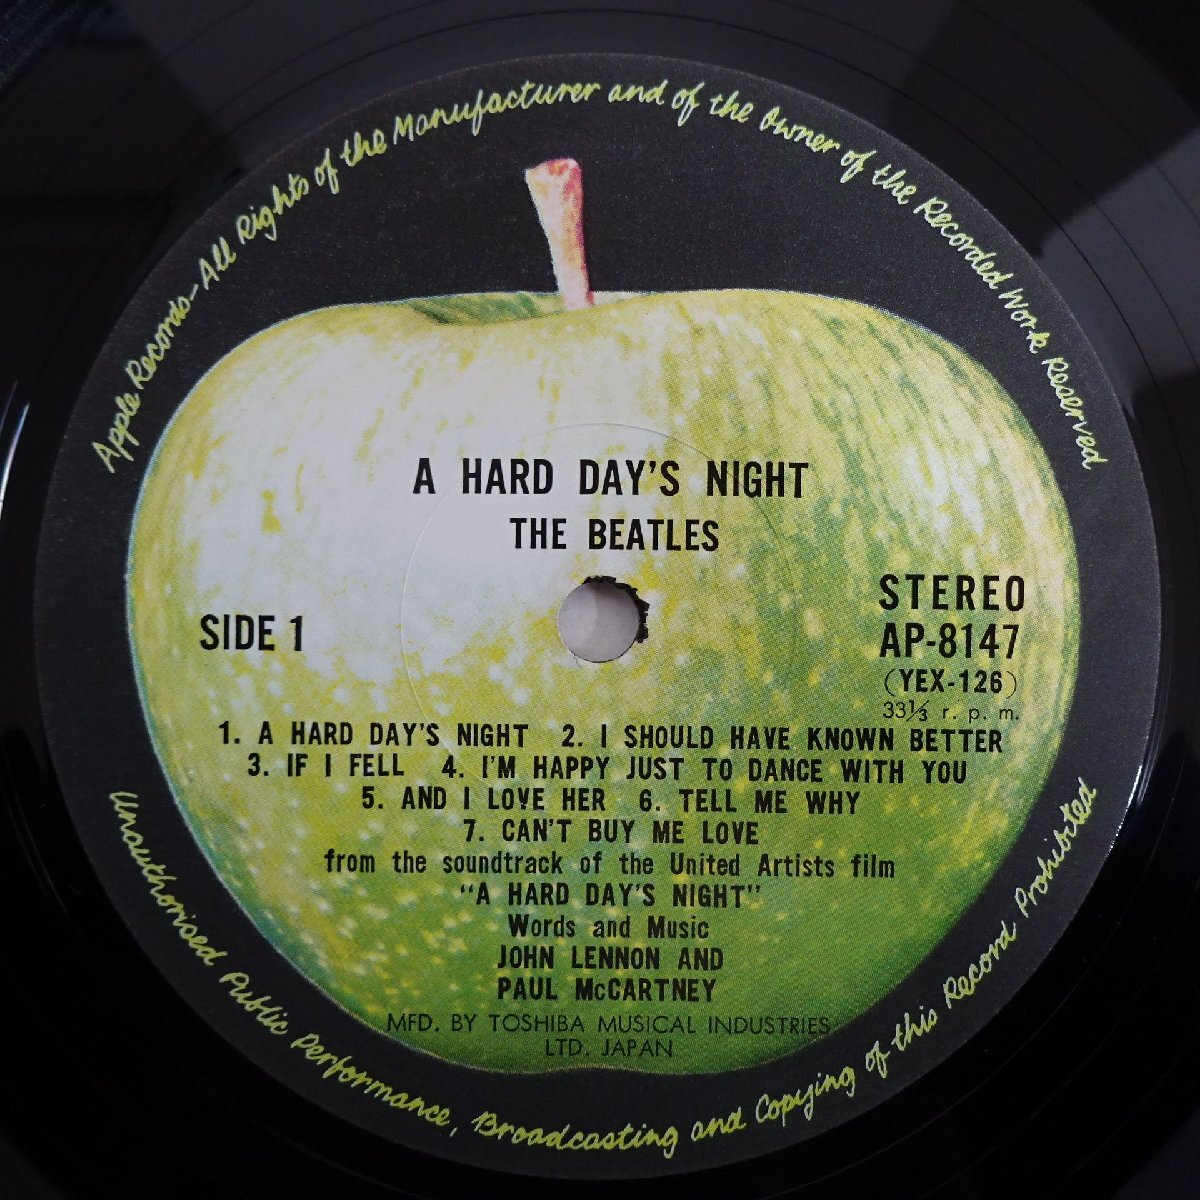 Apple Records—All Rights of the Manufacturer and of the Owner of the Recorded Work Reserved
A HARD DAY'S NIGHT
THE BEATLES
SIDE 1
STEREO
AP-8147
(YEX-126)
33⅓ r. p. m.
1. A HARD DAY'S NIGHT 2. I SHOULD HAVE KNOWN BETTER
3. IF I FELL 4. I'M HAPPY JUST TO DANCE WITH YOU
5. AND I LOVE HER 6. TELL ME WHY
7. CAN'T BUY ME LOVE
from the soundtrack of the United Artists film
"A HARD DAY'S NIGHT"
Words and Music
JOHN LENNON AND
PAUL McCARTNEY
MFD. BY TOSHIBA MUSICAL INDUSTRIES
LTD. JAPAN
Unauthorised Public Performance, Broadcasting and Copying of this Record Prohibited